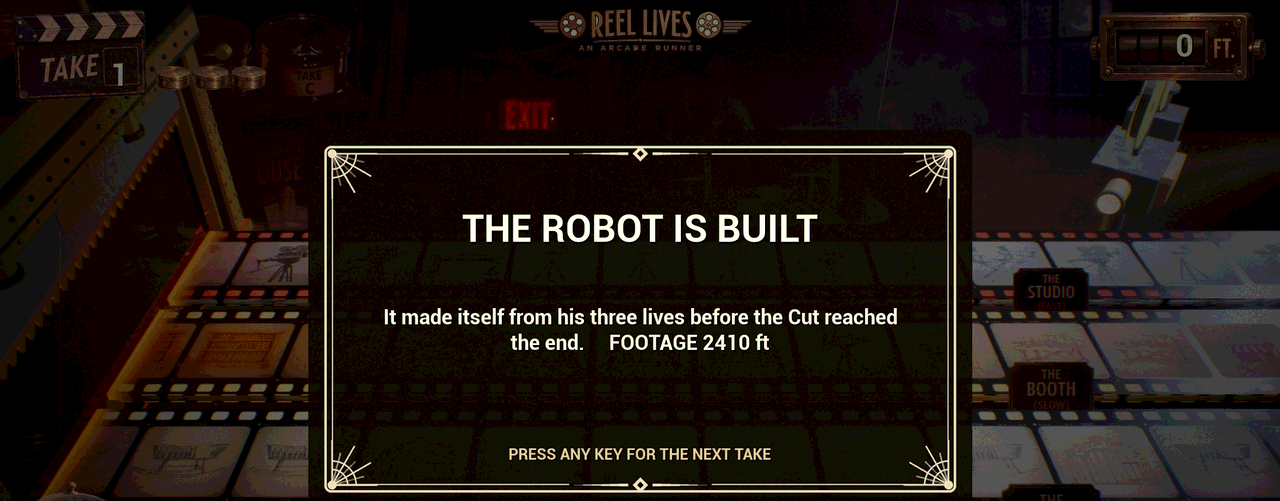 REEL LIVES
AN ARCADE RUNNER
TAKE 1
0 FT.
TAKE
C
EXIT
OUSE
THE ROBOT IS BUILT
THE
STUDIO
It made itself from his three lives before the Cut reached
the end. FOOTAGE 2410 ft
THE
BOOTH
(SLOW)
PRESS ANY KEY FOR THE NEXT TAKE
THE